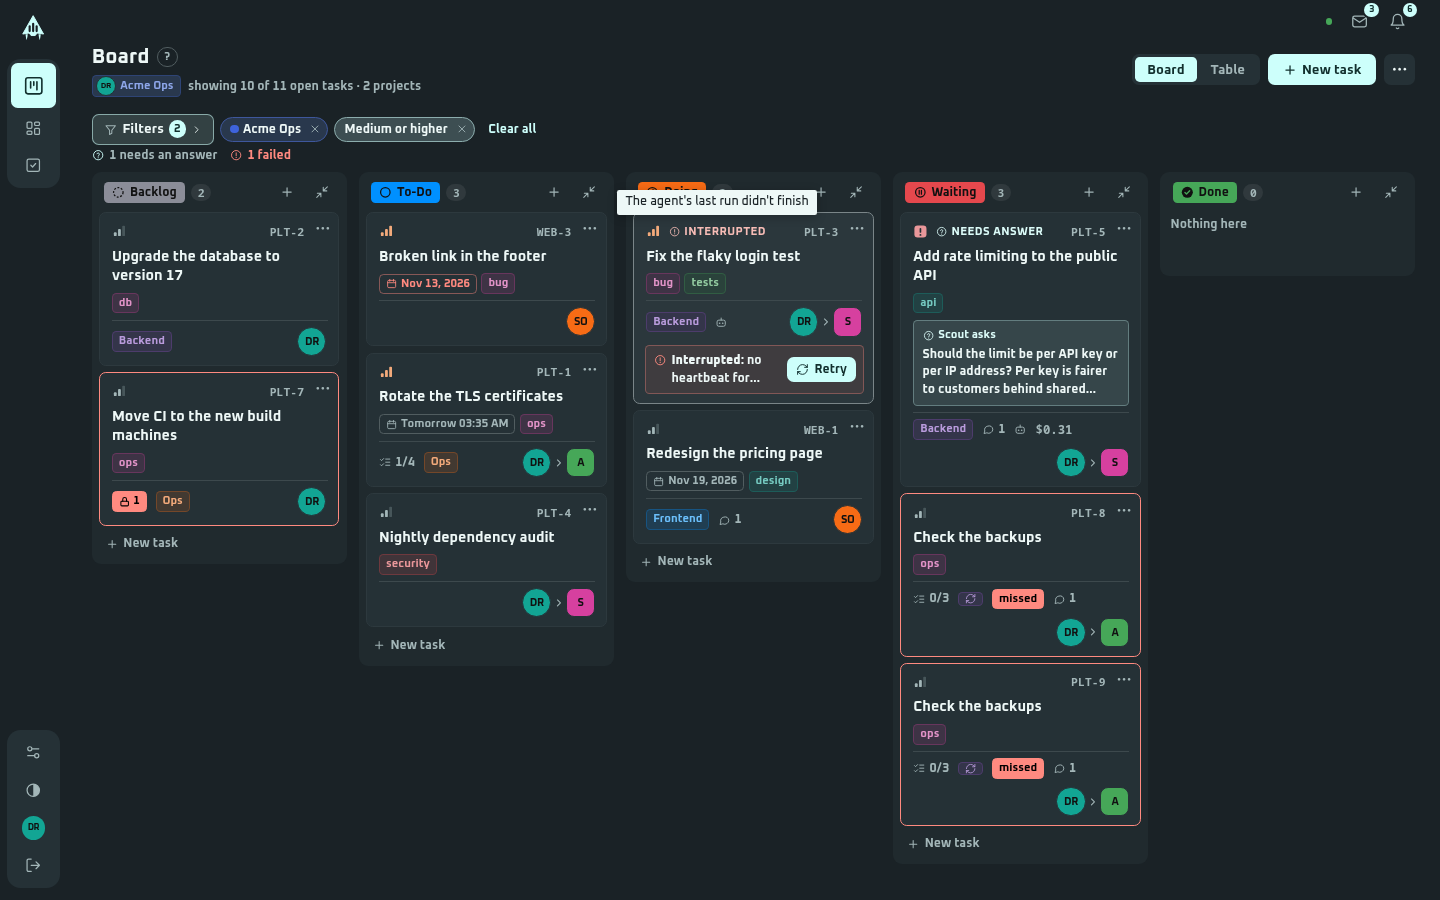 3
6
Board
?
DR Acme Ops showing 10 of 11 open tasks · 2 projects
Board
Table
New task
Filters 2
Acme Ops
Medium or higher
Clear all
1 needs an answer
1 failed
Backlog 2
PLT-2
Upgrade the database to
version 17
db
Backend
DR
PLT-7
Move CI to the new build
machines
ops
1
Ops
DR
New task
To-Do 3
WEB-3
Broken link in the footer
Nov 13, 2026
bug
SO
PLT-1
Rotate the TLS certificates
Tomorrow 03:35 AM
ops
1/4
Ops
DR
A
PLT-4
Nightly dependency audit
security
DR
S
New task
The agent's last run didn't finish
INTERRUPTED
PLT-3
Fix the flaky login test
bug
tests
Backend
DR
S
Interrupted: no
heartbeat for...
Retry
WEB-1
Redesign the pricing page
Nov 19, 2026
design
Frontend
1
SO
New task
Waiting 3
NEEDS ANSWER
PLT-5
Add rate limiting to the public
API
api
Scout asks
Should the limit be per API key or
per IP address? Per key is fairer
to customers behind shared...
Backend
1
$0.31
DR
S
PLT-8
Check the backups
ops
0/3
missed
1
DR
A
PLT-9
Check the backups
ops
0/3
missed
1
DR
A
New task
Done 0
Nothing here
DR